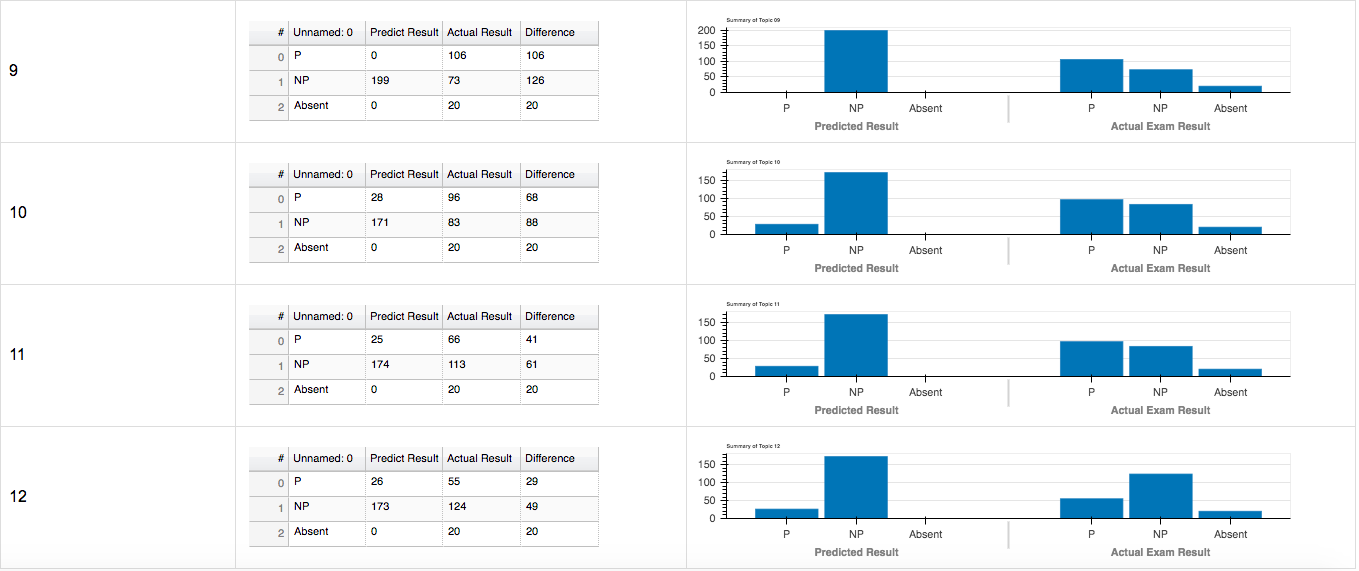 9
# Unnamed: 0 Predict Result Actual Result Difference
0 P 0 106 106
1 NP 199 73 126
2 Absent 0 20 20
Summary of Topic 09
200
150
100
50
0
P NP Absent P NP Absent
Predicted Result Actual Exam Result
10
# Unnamed: 0 Predict Result Actual Result Difference
0 P 28 96 68
1 NP 171 83 88
2 Absent 0 20 20
Summary of Topic 10
150
100
50
0
P NP Absent P NP Absent
Predicted Result Actual Exam Result
11
# Unnamed: 0 Predict Result Actual Result Difference
0 P 25 66 41
1 NP 174 113 61
2 Absent 0 20 20
Summary of Topic 11
150
100
50
0
P NP Absent P NP Absent
Predicted Result Actual Exam Result
12
# Unnamed: 0 Predict Result Actual Result Difference
0 P 26 55 29
1 NP 173 124 49
2 Absent 0 20 20
Summary of Topic 12
150
100
50
0
P NP Absent P NP Absent
Predicted Result Actual Exam Result